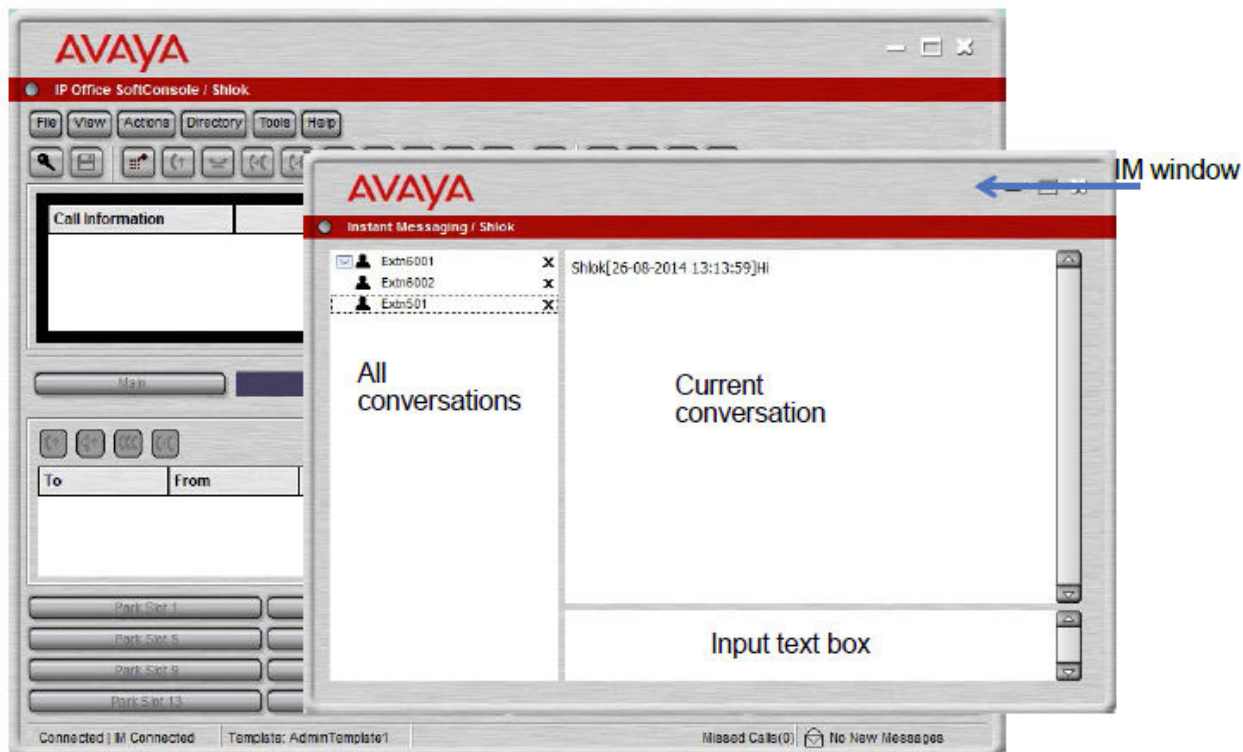 AVAYA
IP Office SoftConsole / Shlok
File View Actions Directory Tools Help
IM window
AVAYA
Instant Messaging / Shlok
Call Information
Extn6001 x
Extn6002 x
Extn501 x
Shlok[26-08-2014 13:13:59]Hi
All
conversations
Current
conversation
Main
To From
Input text box
Park Slot 1
Park Slot 5
Park Slot 9
Park Slot 13
Connected | IM Connected Template: AdminTemplate1 Missed Calls(0) No New Messages